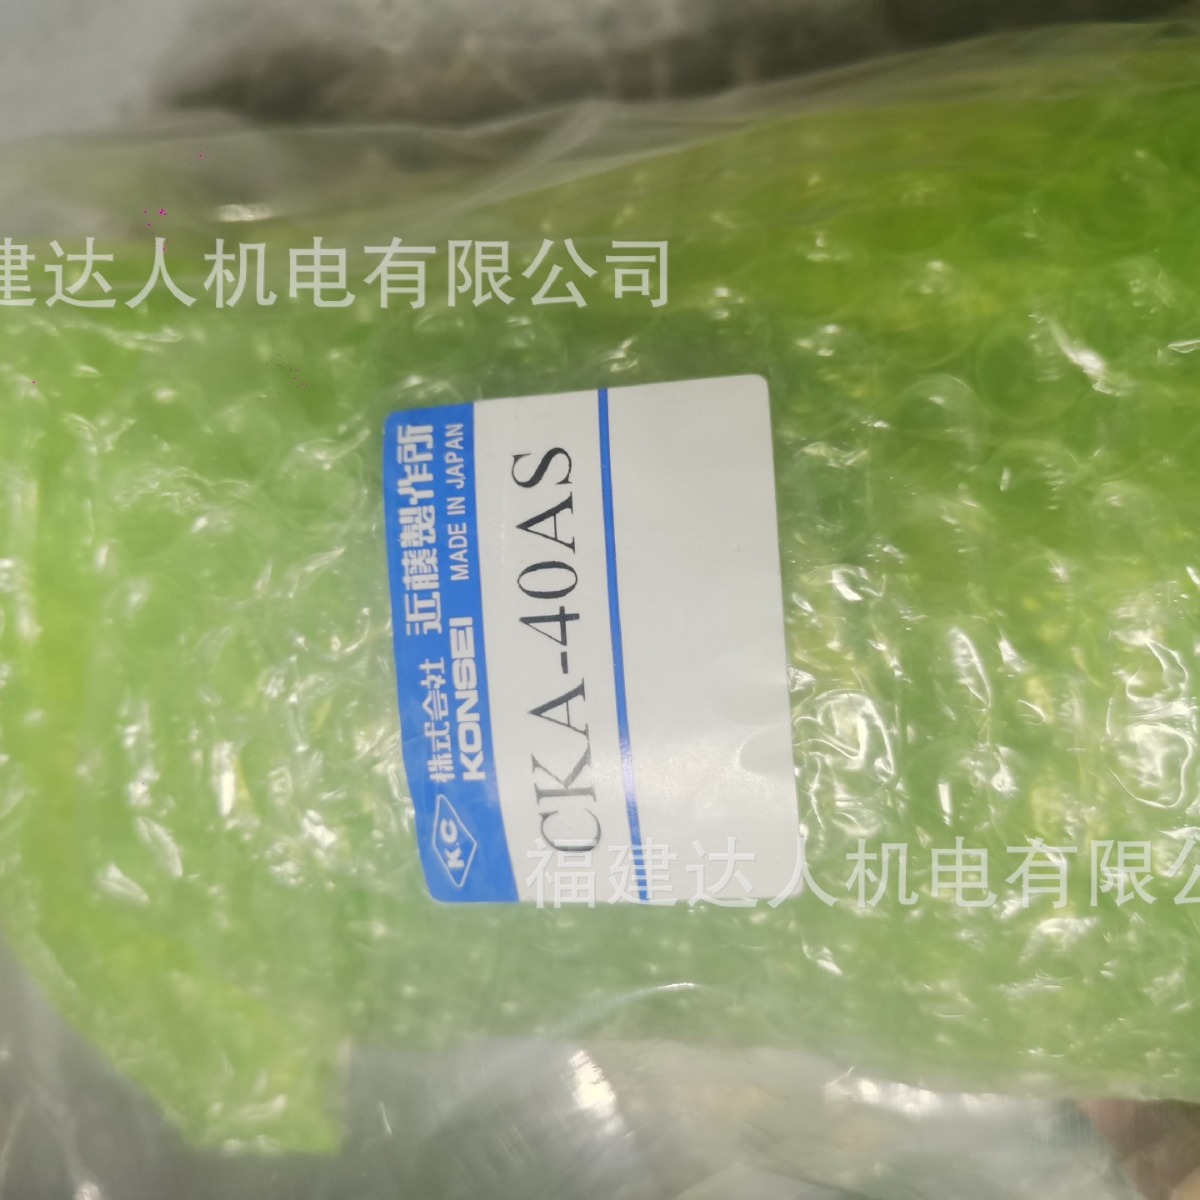 建达人机电有限公司
K.C
株式会社 近藤製作所
KONSEI MADE IN JAPAN
CKA-40AS
福建达人机电有限公